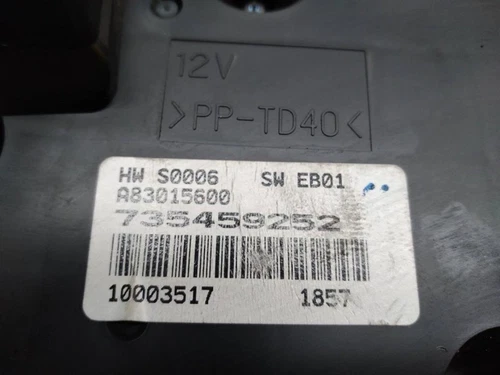 12V
>PP-TD40<
HW S0006 SW EB01
A83015600
735459252
10003517 1857